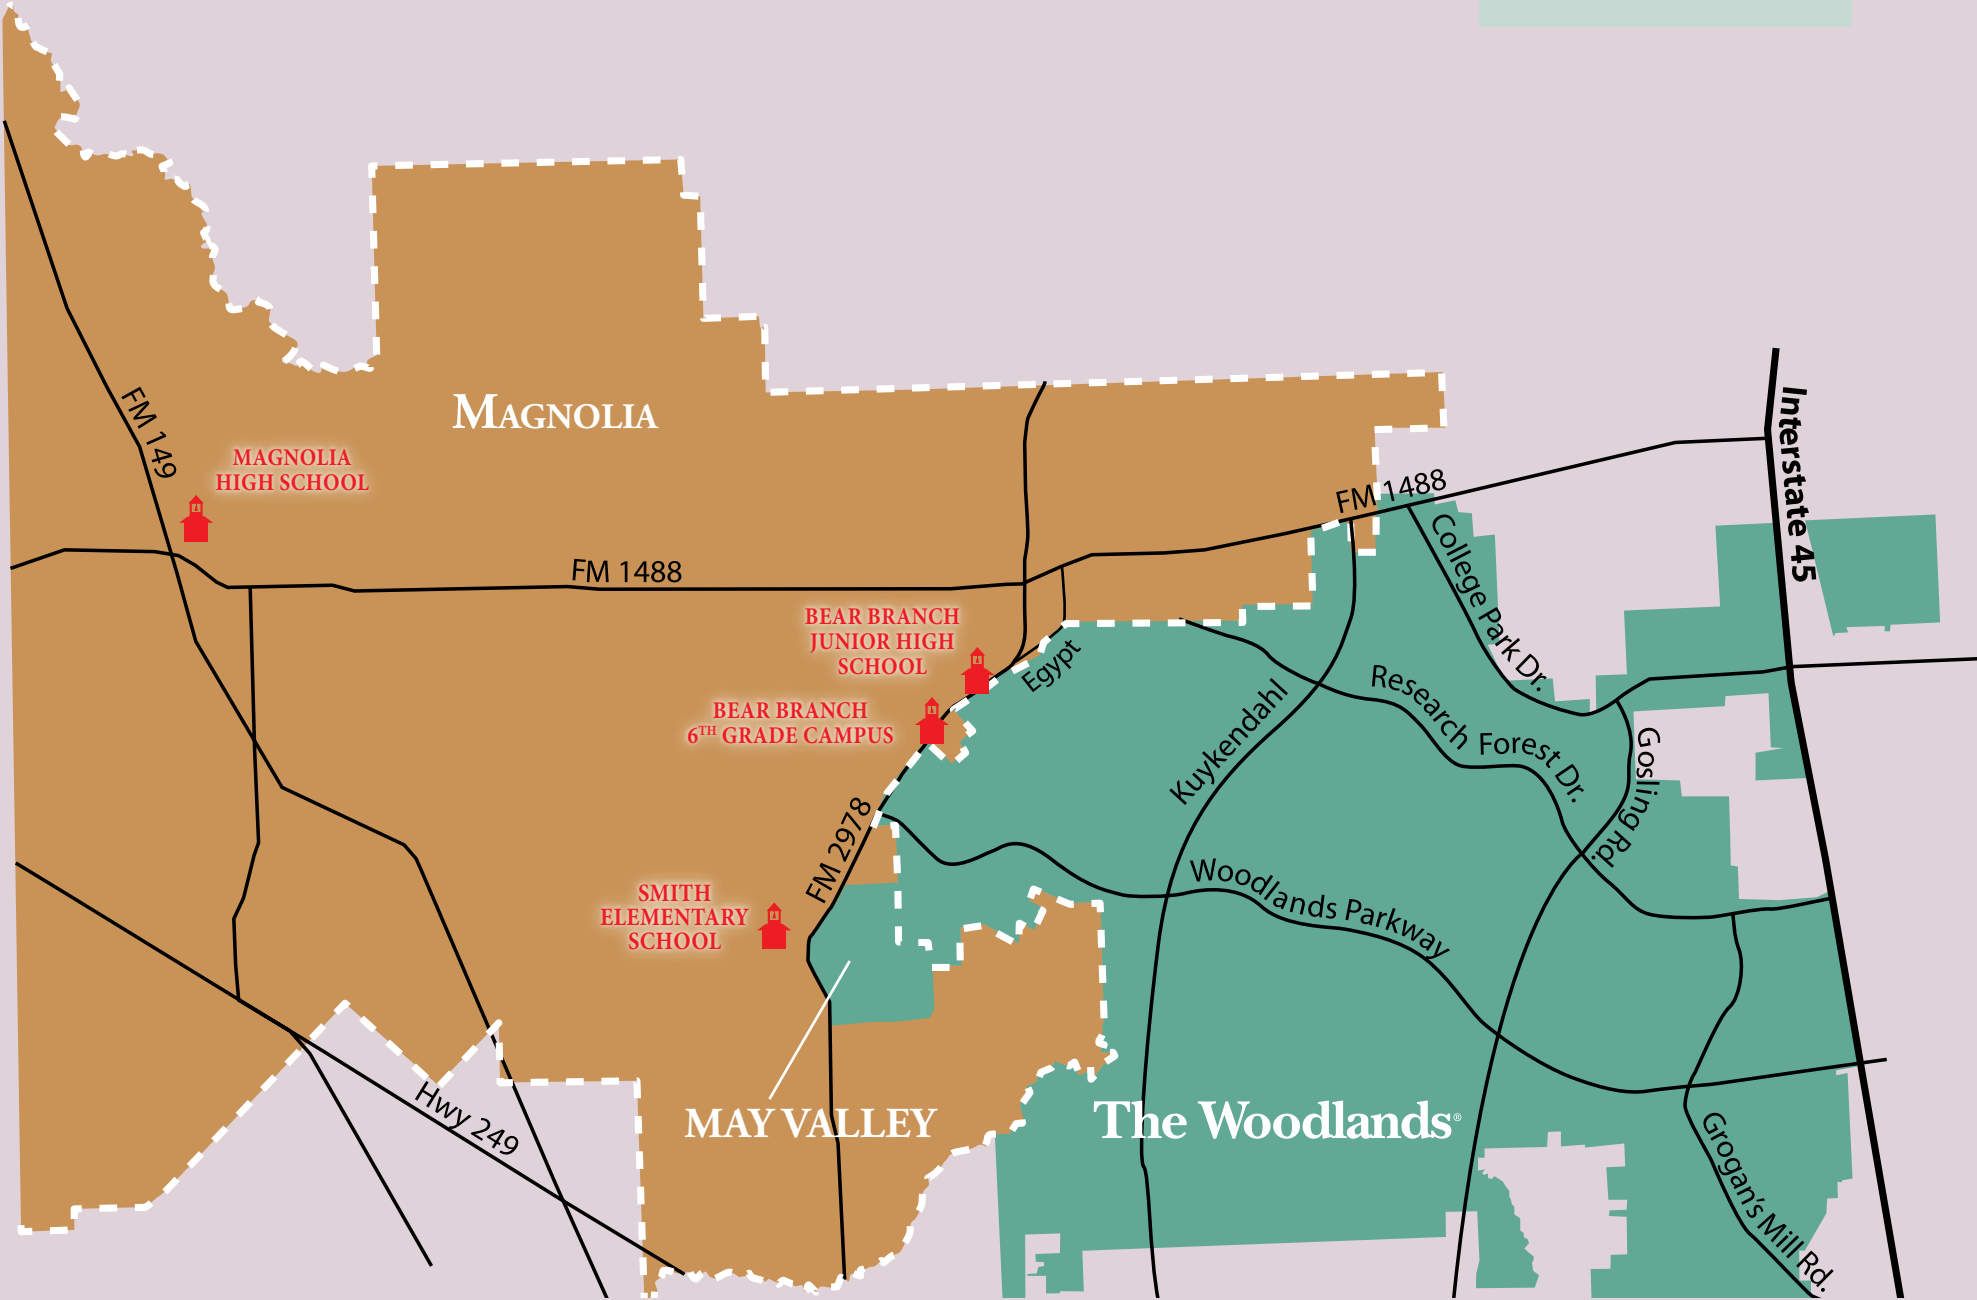 FM 149
MAGNOLIA
MAGNOLIA
HIGH SCHOOL
FM 1488
Interstate 45
College Park Dr.
FM 1488
BEAR BRANCH
JUNIOR HIGH
SCHOOL
Egypt
Research Forest Dr.
Kuykendahl
BEAR BRANCH
6TH GRADE CAMPUS
Gosling Rd.
FM 2978
Woodlands Parkway
SMITH
ELEMENTARY
SCHOOL
Hwy 249
MAY VALLEY
The Woodlands®
Grogan's Mill Rd.